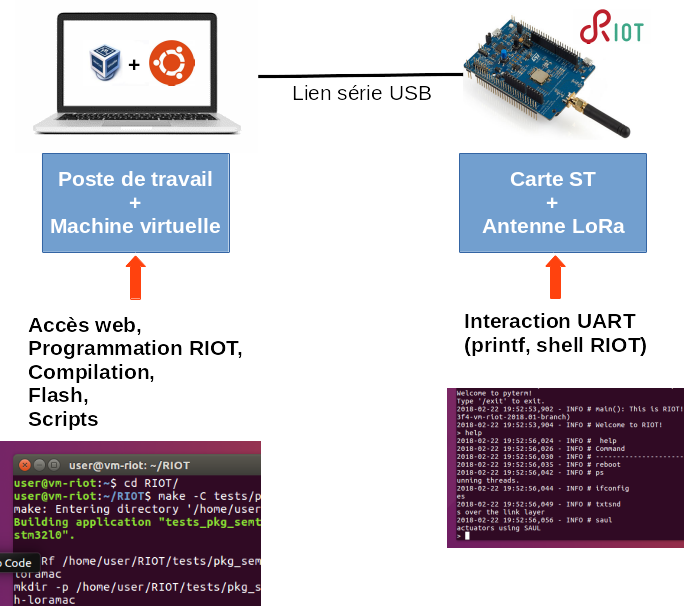 RIOT
+
Lien série USB
Poste de travail
+
Machine virtuelle
Carte ST
+
Antenne LoRa
Accès web,
Programmation RIOT,
Compilation,
Flash,
Scripts
Interaction UART
(printf, shell RIOT)
user@vm-riot: ~/RIOT
user@vm-riot:~$ cd RIOT/
user@vm-riot:~/RIOT$ make -C tests/p
make: Entering directory '/home/user
Building application "tests_pkg_semt
stm32l0".
Code
Rf /home/user/RIOT/tests/pkg_sem
loramac
mkdir -p /home/user/RIOT/tests/pkg_s
h-loramac
Welcome to pyterm!
Type '/exit' to exit.
2018-02-22 19:52:53,902 - INFO # main(): This is RIOT!
3f4-vm-riot-2018.01-branch)
2018-02-22 19:52:53,904 - INFO # Welcome to RIOT!
> help
2018-02-22 19:52:56,024 - INFO # help
2018-02-22 19:52:56,026 - INFO # Command
2018-02-22 19:52:56,030 - INFO # ---------------------
2018-02-22 19:52:56,035 - INFO # reboot
2018-02-22 19:52:56,042 - INFO # ps
unning threads.
2018-02-22 19:52:56,044 - INFO # ifconfig
es
2018-02-22 19:52:56,049 - INFO # txtsnd
s over the link layer
2018-02-22 19:52:56,056 - INFO # saul
actuators using SAUL
>